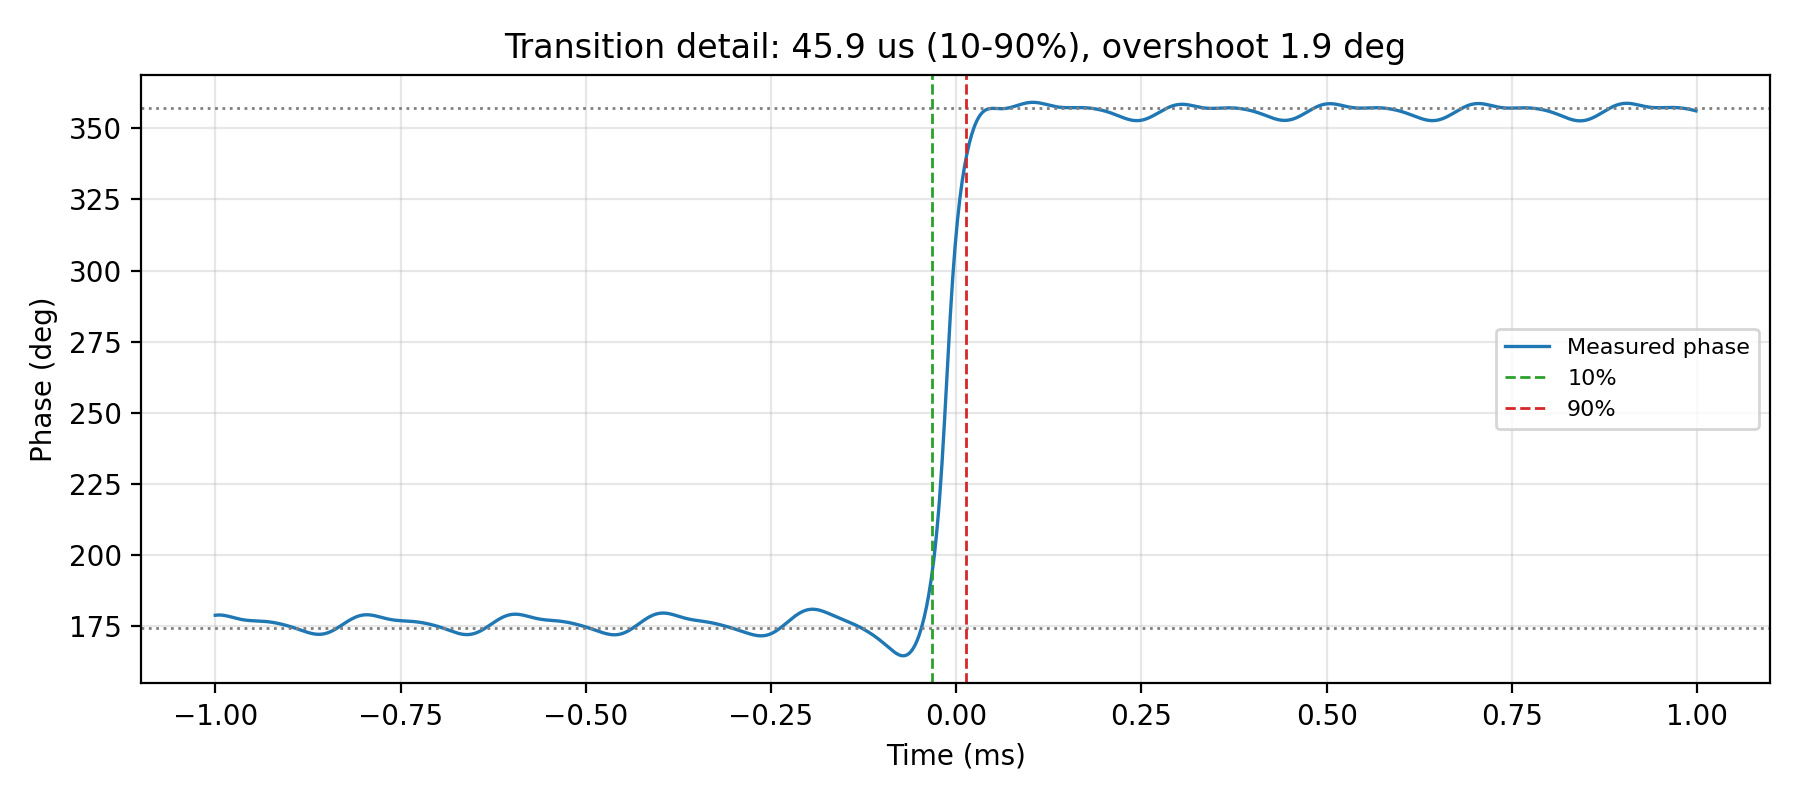 Transition detail: 45.9 us (10-90%), overshoot 1.9 deg
Phase (deg)
350
325
300
275
250
225
200
175
Measured phase
10%
90%
−1.00 −0.75 −0.50 −0.25 0.00 0.25 0.50 0.75 1.00
Time (ms)